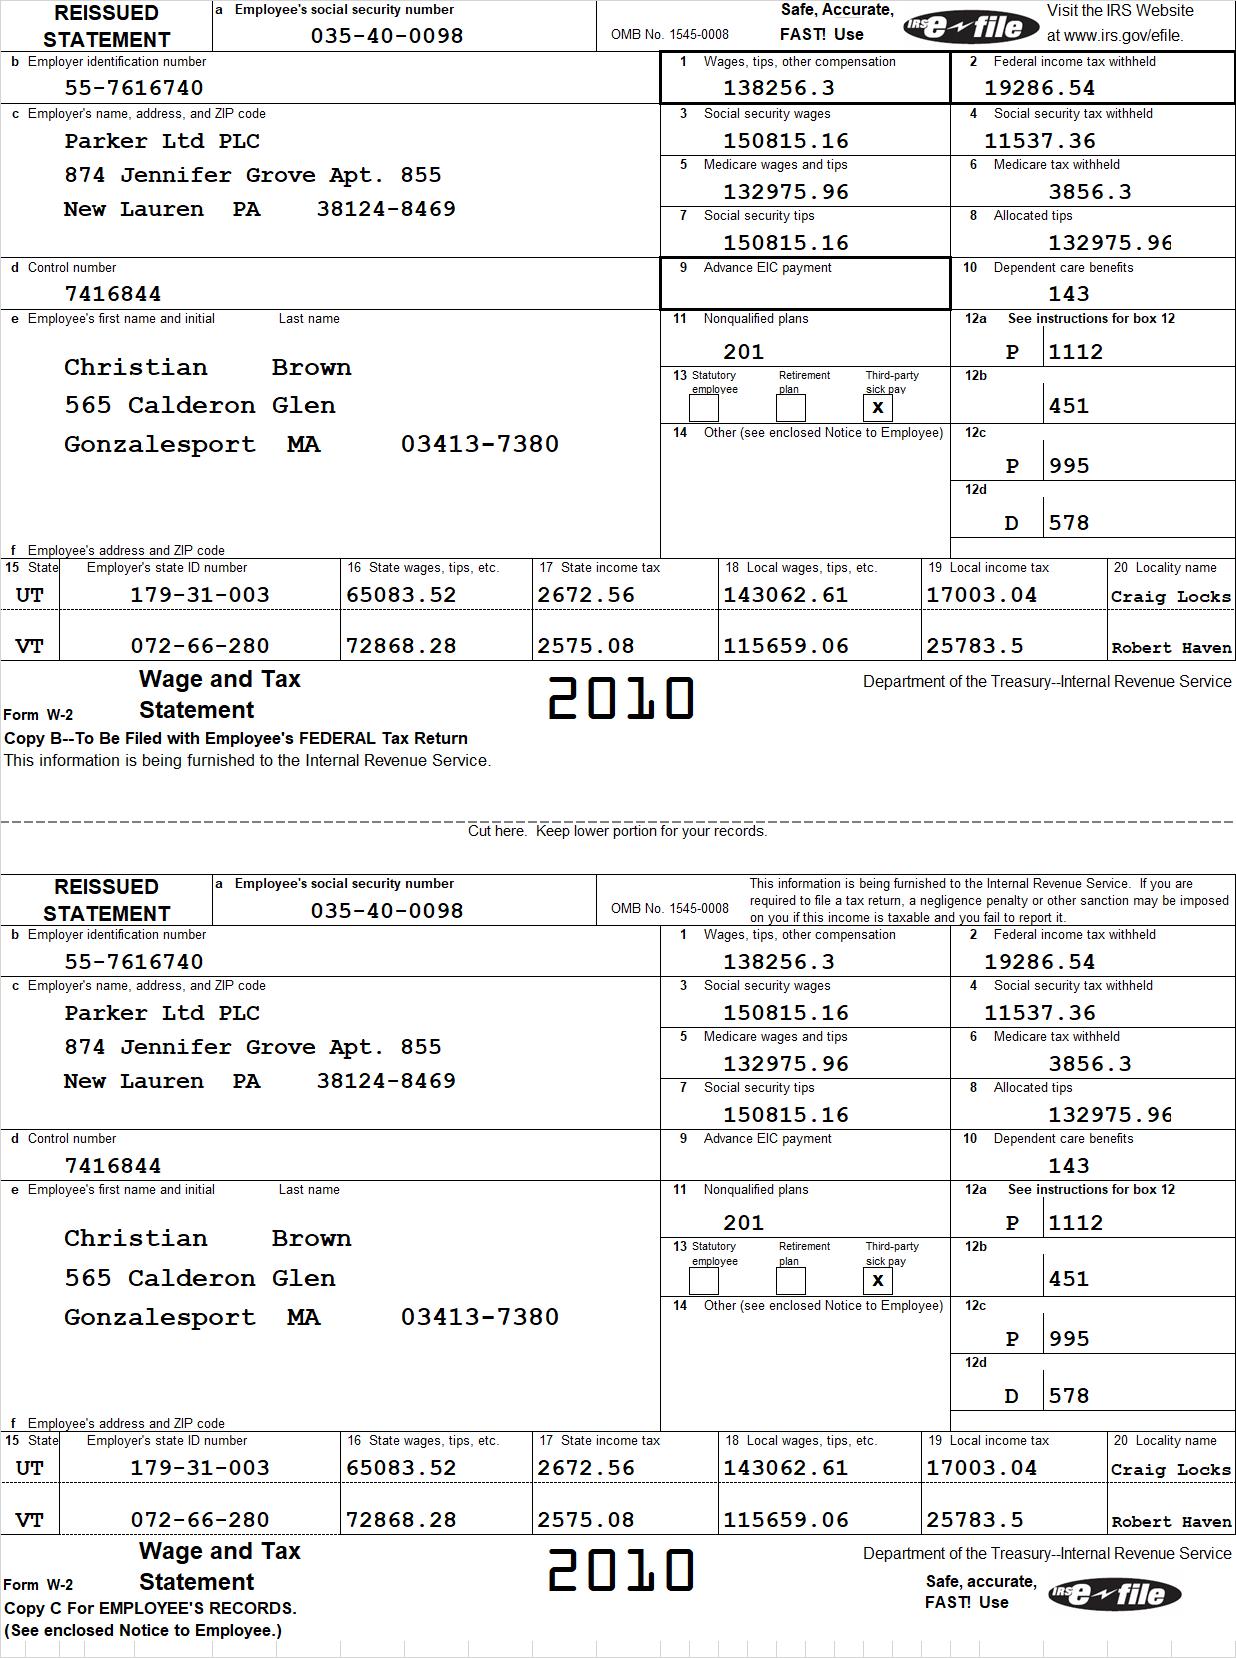 REISSUED STATEMENT
a Employee's social security number
035-40-0098
OMB No. 1545-0008
Safe, Accurate,
FAST! Use
IRS e-file
Visit the IRS Website
at www.irs.gov/efile.
b Employer identification number
55-7616740
1 Wages, tips, other compensation
138256.3
2 Federal income tax withheld
19286.54
c Employer's name, address, and ZIP code
Parker Ltd PLC
874 Jennifer Grove Apt. 855
New Lauren PA 38124-8469
3 Social security wages
150815.16
4 Social security tax withheld
11537.36
5 Medicare wages and tips
132975.96
6 Medicare tax withheld
3856.3
7 Social security tips
150815.16
8 Allocated tips
132975.96
d Control number
7416844
9 Advance EIC payment
10 Dependent care benefits
143
e Employee's first name and initial Last name
Christian Brown
565 Calderon Glen
Gonzalesport MA 03413-7380
11 Nonqualified plans
201
12a See instructions for box 12
P 1112
13 Statutory employee Retirement plan Third-party sick pay
X
12b
451
14 Other (see enclosed Notice to Employee)
12c
P 995
12d
D 578
f Employee's address and ZIP code
15 State Employer's state ID number 16 State wages, tips, etc. 17 State income tax 18 Local wages, tips, etc. 19 Local income tax 20 Locality name
UT 179-31-003 65083.52 2672.56 143062.61 17003.04 Craig Locks
VT 072-66-280 72868.28 2575.08 115659.06 25783.5 Robert Haven
Form W-2
Wage and Tax
Statement
2010
Department of the Treasury--Internal Revenue Service
Copy B--To Be Filed with Employee's FEDERAL Tax Return
This information is being furnished to the Internal Revenue Service.
Cut here. Keep lower portion for your records.
REISSUED STATEMENT
a Employee's social security number
035-40-0098
OMB No. 1545-0008
This information is being furnished to the Internal Revenue Service. If you are
required to file a tax return, a negligence penalty or other sanction may be imposed
on you if this income is taxable and you fail to report it.
b Employer identification number
55-7616740
1 Wages, tips, other compensation
138256.3
2 Federal income tax withheld
19286.54
c Employer's name, address, and ZIP code
Parker Ltd PLC
874 Jennifer Grove Apt. 855
New Lauren PA 38124-8469
3 Social security wages
150815.16
4 Social security tax withheld
11537.36
5 Medicare wages and tips
132975.96
6 Medicare tax withheld
3856.3
7 Social security tips
150815.16
8 Allocated tips
132975.96
d Control number
7416844
9 Advance EIC payment
10 Dependent care benefits
143
e Employee's first name and initial Last name
Christian Brown
565 Calderon Glen
Gonzalesport MA 03413-7380
11 Nonqualified plans
201
12a See instructions for box 12
P 1112
13 Statutory employee Retirement plan Third-party sick pay
X
12b
451
14 Other (see enclosed Notice to Employee)
12c
P 995
12d
D 578
f Employee's address and ZIP code
15 State Employer's state ID number 16 State wages, tips, etc. 17 State income tax 18 Local wages, tips, etc. 19 Local income tax 20 Locality name
UT 179-31-003 65083.52 2672.56 143062.61 17003.04 Craig Locks
VT 072-66-280 72868.28 2575.08 115659.06 25783.5 Robert Haven
Form W-2
Wage and Tax
Statement
2010
Department of the Treasury--Internal Revenue Service
Safe, accurate,
FAST! Use
IRS e-file
Copy C For EMPLOYEE'S RECORDS.
(See enclosed Notice to Employee.)